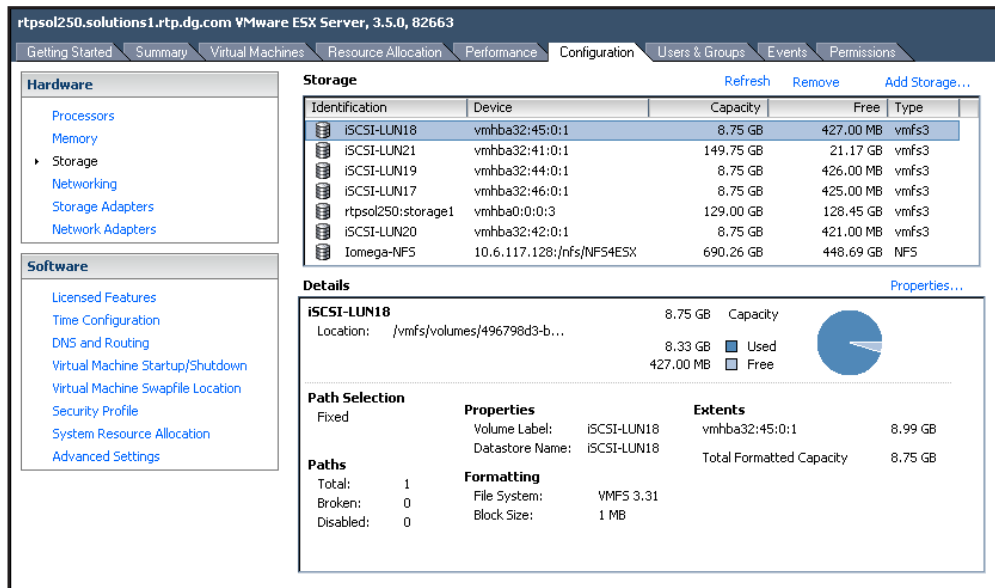 rtpsol250.solutions1.rtp.dg.com VMware ESX Server, 3.5.0, 82663
Getting Started Summary Virtual Machines Resource Allocation Performance Configuration Users & Groups Events Permissions
Hardware
Processors
Memory
Storage
Networking
Storage Adapters
Network Adapters
Software
Licensed Features
Time Configuration
DNS and Routing
Virtual Machine Startup/Shutdown
Virtual Machine Swapfile Location
Security Profile
System Resource Allocation
Advanced Settings
Storage Refresh Remove Add Storage...
Identification Device Capacity Free Type
iSCSI-LUN18 vmhba32:45:0:1 8.75 GB 427.00 MB vmfs3
iSCSI-LUN21 vmhba32:41:0:1 149.75 GB 21.17 GB vmfs3
iSCSI-LUN19 vmhba32:44:0:1 8.75 GB 426.00 MB vmfs3
iSCSI-LUN17 vmhba32:46:0:1 8.75 GB 425.00 MB vmfs3
rtpsol250:storage1 vmhba0:0:0:3 129.00 GB 128.45 GB vmfs3
iSCSI-LUN20 vmhba32:42:0:1 8.75 GB 421.00 MB vmfs3
Iomega-NFS 10.6.117.128:/nfs/NFS4ESX 690.26 GB 448.69 GB NFS
Details Properties...
iSCSI-LUN18 8.75 GB Capacity
Location: /vmfs/volumes/496798d3-b...
8.33 GB Used
427.00 MB Free
Path Selection
Fixed
Paths
Total: 1
Broken: 0
Disabled: 0
Properties
Volume Label: iSCSI-LUN18
Datastore Name: iSCSI-LUN18
Formatting
File System: VMFS 3.31
Block Size: 1 MB
Extents
vmhba32:45:0:1 8.99 GB
Total Formatted Capacity 8.75 GB